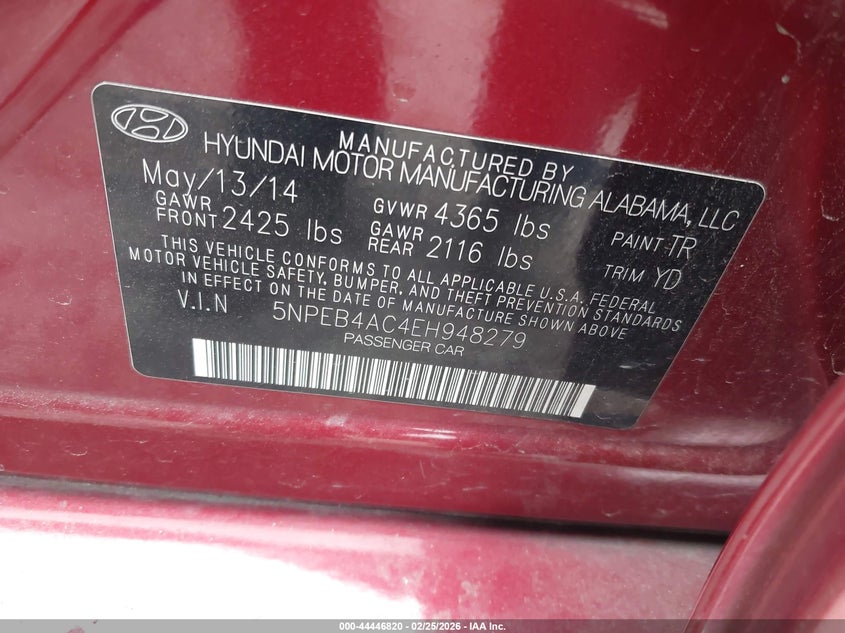 MANUFACTURED BY
HYUNDAI MOTOR MANUFACTURING ALABAMA, LLC
May/13/14
GAWR FRONT 2425 lbs GVWR 4365 lbs PAINT TR
GAWR REAR 2116 lbs TRIM YD
THIS VEHICLE CONFORMS TO ALL APPLICABLE U.S.A. FEDERAL
MOTOR VEHICLE SAFETY, BUMPER, AND THEFT PREVENTION STANDARDS
IN EFFECT ON THE DATE OF MANUFACTURE SHOWN ABOVE
V.I.N 5NPEB4AC4EH948279
PASSENGER CAR
000-44446820 - 02/25/2026 - IAA Inc.